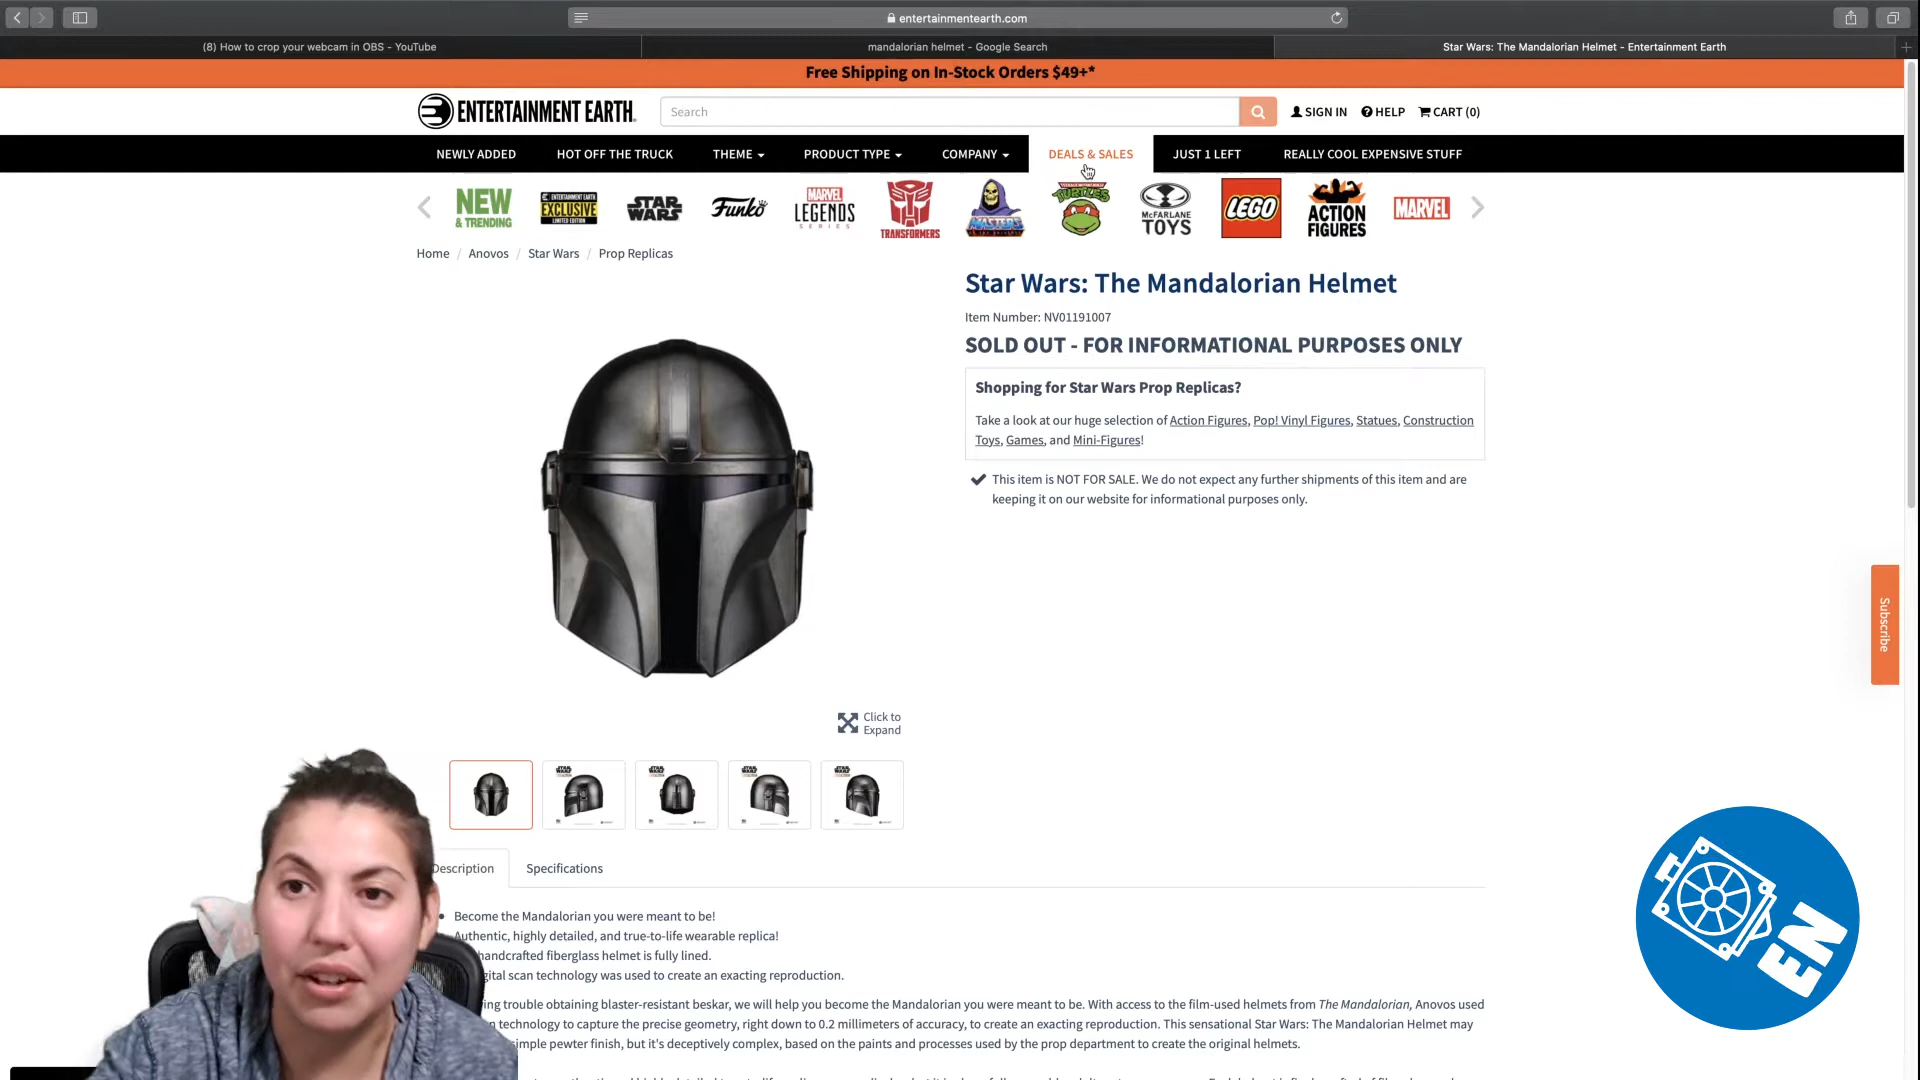 entertainmentearth.com
(8) How to crop your webcam in OBS - YouTube
mandalorian helmet - Google Search
Star Wars: The Mandalorian Helmet - Entertainment Earth
Free Shipping on In-Stock Orders $49+*
ENTERTAINMENT EARTH
Search
SIGN IN
HELP
CART (0)
NEWLY ADDED
HOT OFF THE TRUCK
THEME
PRODUCT TYPE
COMPANY
DEALS & SALES
JUST 1 LEFT
REALLY COOL EXPENSIVE STUFF
NEW & TRENDING
ENTERTAINMENT EARTH EXCLUSIVE LIMITED EDITION
STAR WARS
Funko
MARVEL LEGENDS SERIES
TRANSFORMERS
MASTERS
TEENAGE MUTANT NINJA TURTLES
McFARLANE TOYS
LEGO
ACTION FIGURES
MARVEL
Home / Anovos / Star Wars / Prop Replicas
Star Wars: The Mandalorian Helmet
Item Number: NV01191007
SOLD OUT - FOR INFORMATIONAL PURPOSES ONLY
Shopping for Star Wars Prop Replicas?
Take a look at our huge selection of Action Figures, Pop! Vinyl Figures, Statues, Construction
Toys, Games, and Mini-Figures!
This item is NOT FOR SALE. We do not expect any further shipments of this item and are
keeping it on our website for informational purposes only.
Subscribe
Click to
Expand
Description
Specifications
Become the Mandalorian you were meant to be!
Authentic, highly detailed, and true-to-life wearable replica!
handcrafted fiberglass helmet is fully lined.
gital scan technology was used to create an exacting reproduction.
ing trouble obtaining blaster-resistant beskar, we will help you become the Mandalorian you were meant to be. With access to the film-used helmets from The Mandalorian, Anovos used
n technology to capture the precise geometry, right down to 0.2 millimeters of accuracy, to create an exacting reproduction. This sensational Star Wars: The Mandalorian Helmet may
simple pewter finish, but it's deceptively complex, based on the paints and processes used by the prop department to create the original helmets.
EN